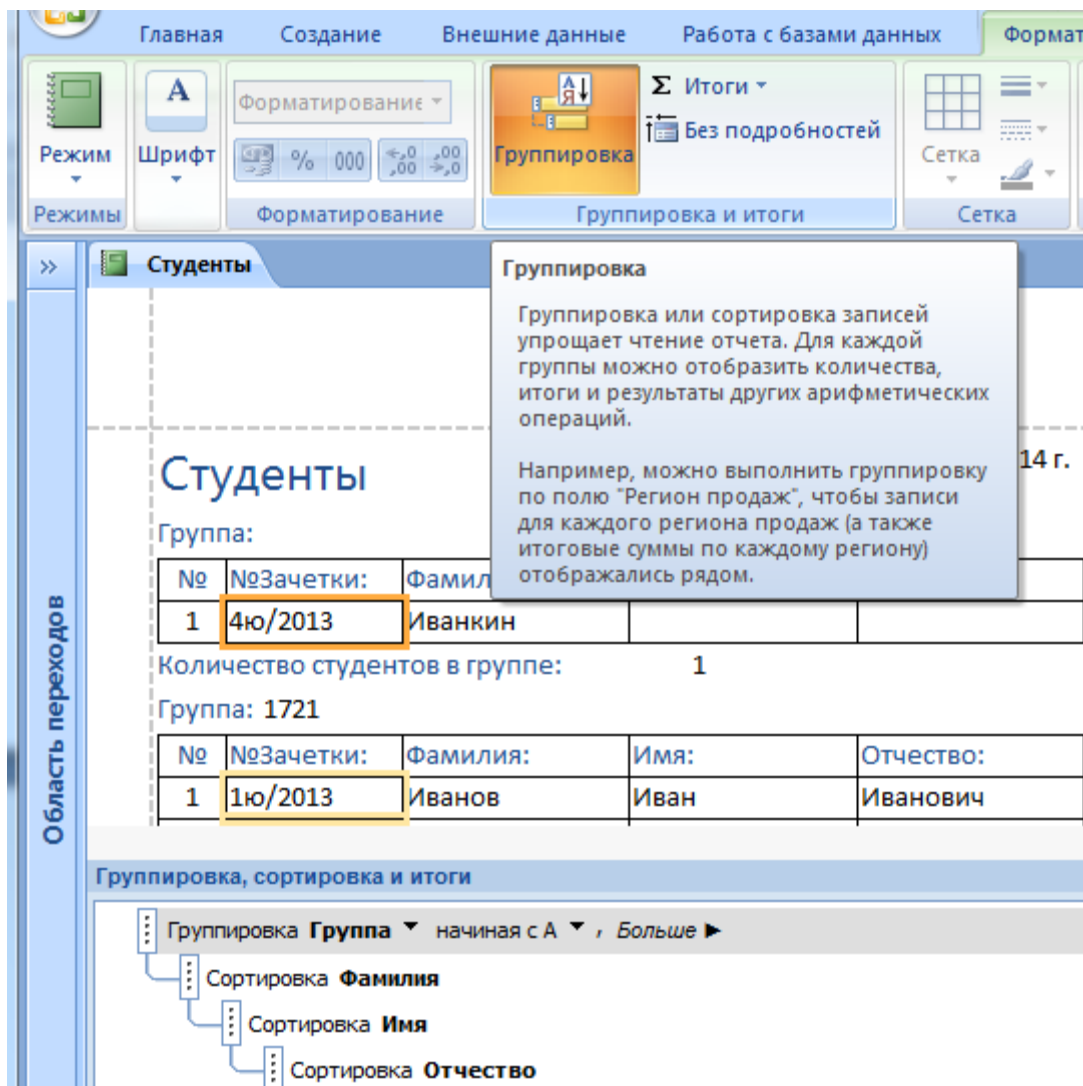 Главная Создание Внешние данные Работа с базами данных Формат
Форматирование Σ Итоги
Без подробностей
Режим Шрифт % 000 ,0 ,00 ,00 ,0 Группировка Сетка
Режимы Форматирование Группировка и итоги Сетка
» Студенты
Группировка
Группировка или сортировка записей
упрощает чтение отчета. Для каждой
группы можно отобразить количества,
итоги и результаты других арифметических
операций.
Например, можно выполнить группировку
по полю "Регион продаж", чтобы записи
для каждого региона продаж (а также
итоговые суммы по каждому региону)
отображались рядом.
Студенты 14 г.
Группа:
№ №Зачетки: Фамил
1 4ю/2013 Иванкин
Количество студентов в группе: 1
Группа: 1721
№ №Зачетки: Фамилия: Имя: Отчество:
1 1ю/2013 Иванов Иван Иванович
Область переходов
Группировка, сортировка и итоги
Группировка Группа начиная с А , Больше
Сортировка Фамилия
Сортировка Имя
Сортировка Отчество